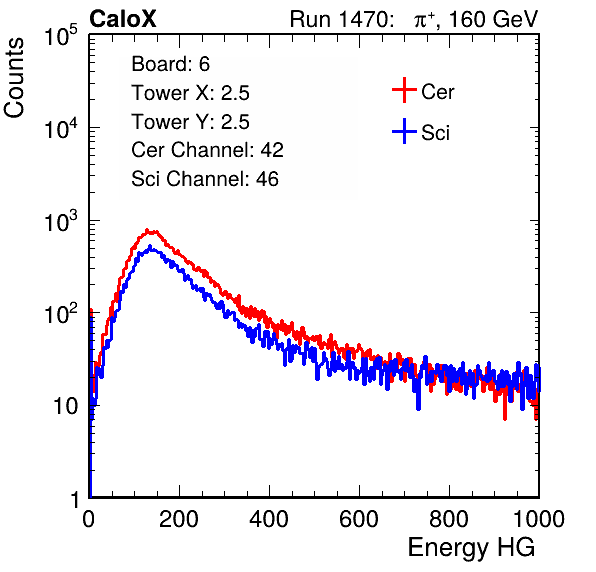 CaloX Run 1470: π⁺, 160 GeV
Counts
10⁵
10⁴
10³
10²
10
1
Board: 6
Tower X: 2.5
Tower Y: 2.5
Cer Channel: 42
Sci Channel: 46
Cer
Sci
0 200 400 600 800 1000
Energy HG